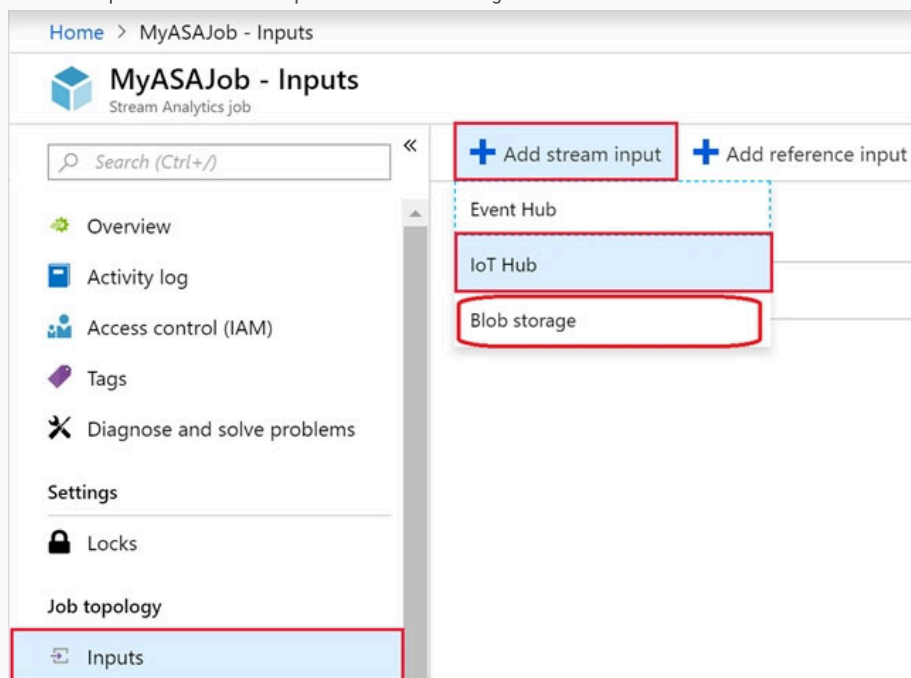 Home > MyASAJob - Inputs
MyASAJob - Inputs
Stream Analytics job
Search (Ctrl+/)
«
Add stream input
Add reference input
Event Hub
IoT Hub
Blob storage
Overview
Activity log
Access control (IAM)
Tags
Diagnose and solve problems
Settings
Locks
Job topology
Inputs